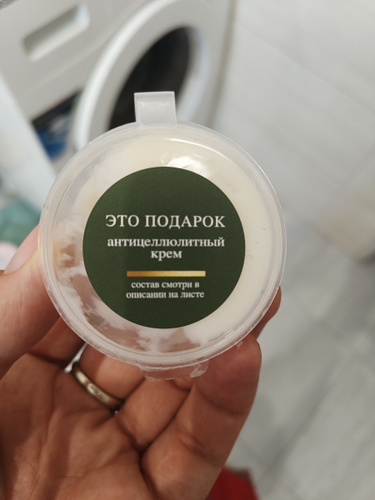 ЭТО ПОДАРОК
антицеллюлитный
крем
состав смотри в
описании на листе